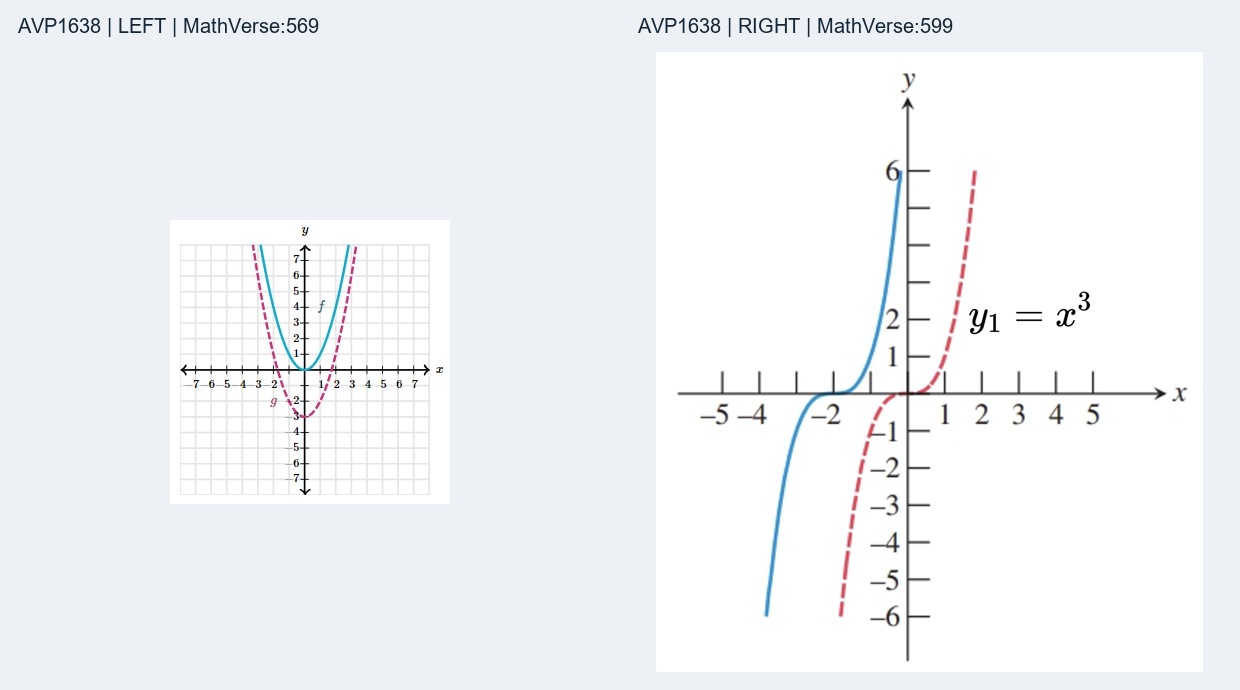 AVP1638 | LEFT | MathVerse:569
y
7
6
5
4
3
2
1
x
-7 -6 -5 -4 -3 -2 1 2 3 4 5 6 7
f
g
-2
-3
-4
-5
-6
-7
AVP1638 | RIGHT | MathVerse:599
y
6
2
y₁ = x³
1
x
–5 –4 –2 1 2 3 4 5
–1
–2
–3
–4
–5
–6